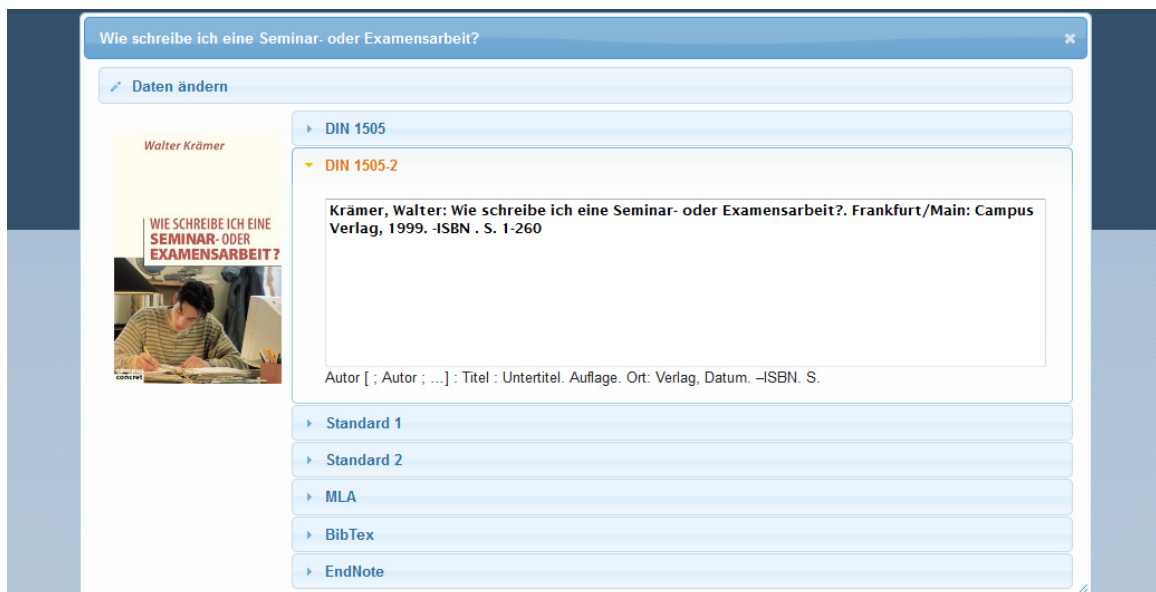 Wie schreibe ich eine Seminar- oder Examensarbeit?
Daten ändern
Walter Krämer
WIE SCHREIBE ICH EINE
SEMINAR- ODER
EXAMENSARBEIT?
campus
concret
DIN 1505
DIN 1505-2
Krämer, Walter: Wie schreibe ich eine Seminar- oder Examensarbeit?. Frankfurt/Main: Campus
Verlag, 1999. -ISBN . S. 1-260
Autor [ ; Autor ; ...] : Titel : Untertitel. Auflage. Ort: Verlag, Datum. –ISBN. S.
Standard 1
Standard 2
MLA
BibTex
EndNote